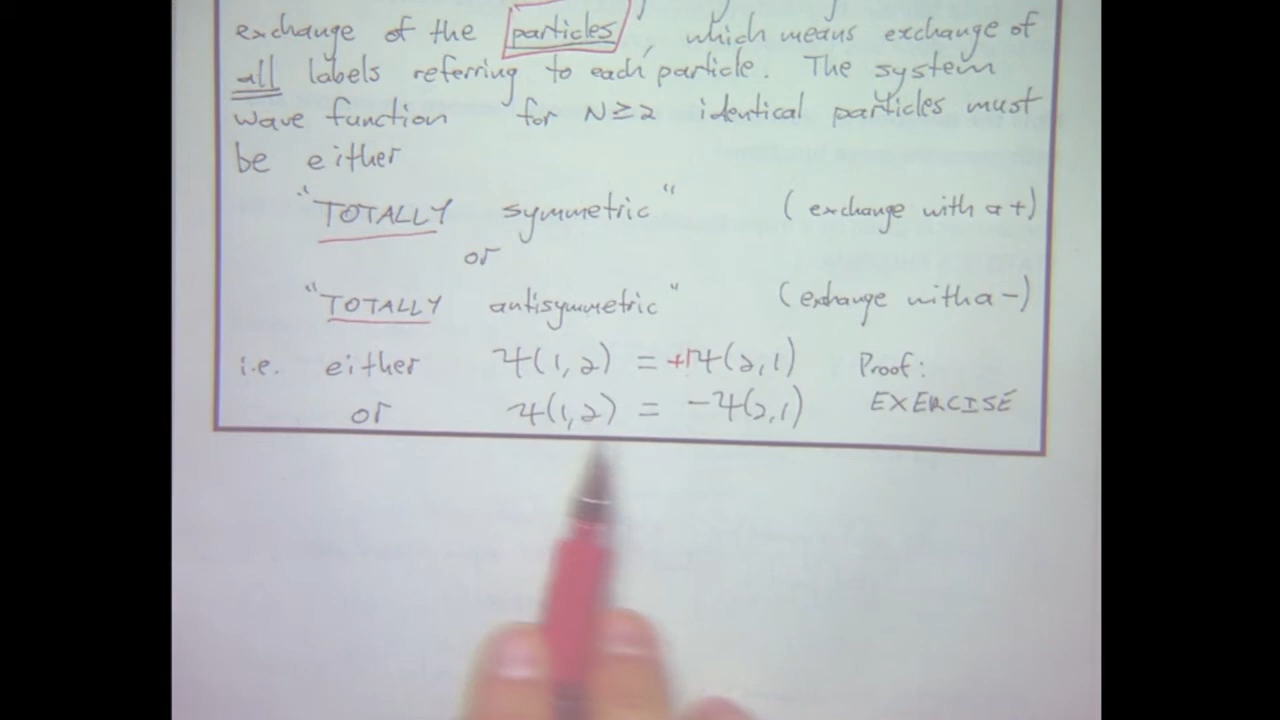 exchange of the particles, which means exchange of
all labels referring to each particle. The system
wave function for N≥2 identical particles must
be either
"TOTALLY symmetric" (exchange with a +)
or
"TOTALLY antisymmetric" (exchange with a -)
i.e. either Ψ(1,2) = +Ψ(2,1) Proof:
or Ψ(1,2) = -Ψ(2,1) EXERCISE